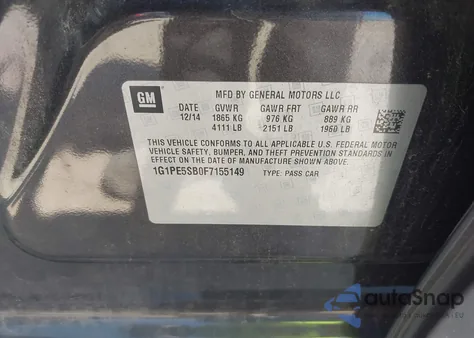 GM
MFD BY GENERAL MOTORS LLC
DATE GVWR GAWR FRT GAWR RR
12/14 1865 KG 976 KG 889 KG
4111 LB 2151 LB 1960 LB
THIS VEHICLE CONFORMS TO ALL APPLICABLE U.S. FEDERAL MOTOR
VEHICLE SAFETY, BUMPER, AND THEFT PREVENTION STANDARDS
IN EFFECT ON THE DATE OF MANUFACTURE SHOWN ABOVE.
1G1PE5SB0F7155149 TYPE: PASS CAR
autoSnap